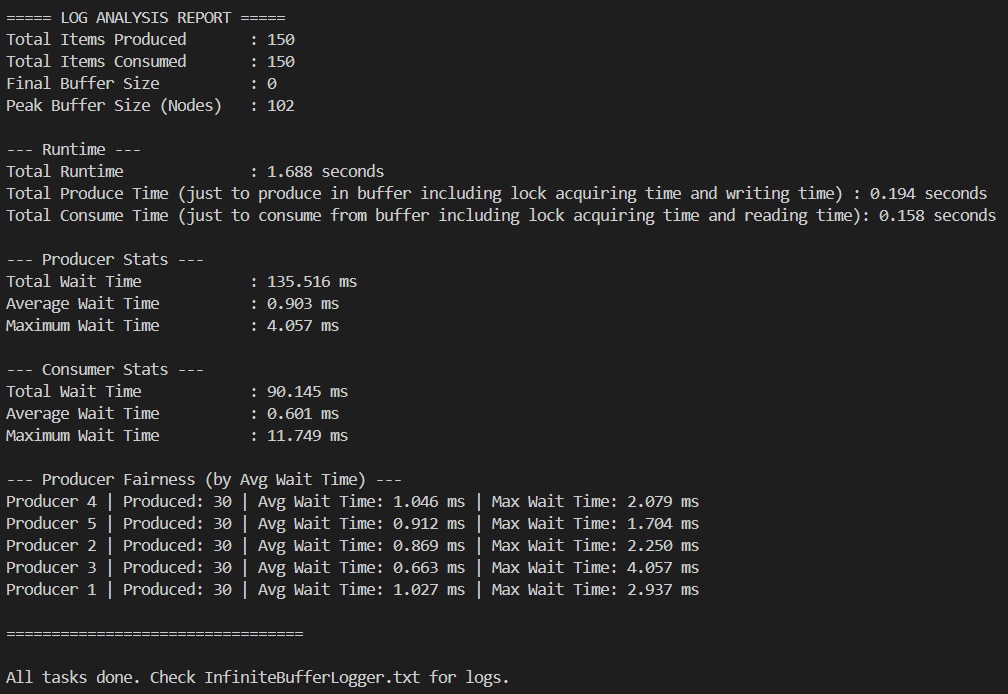 ===== LOG ANALYSIS REPORT =====
Total Items Produced       : 150
Total Items Consumed       : 150
Final Buffer Size          : 0
Peak Buffer Size (Nodes)   : 102

--- Runtime ---
Total Runtime              : 1.688 seconds
Total Produce Time (just to produce in buffer including lock acquiring time and writing time) : 0.194 seconds
Total Consume Time (just to consume from buffer including lock acquiring time and reading time): 0.158 seconds

--- Producer Stats ---
Total Wait Time            : 135.516 ms
Average Wait Time          : 0.903 ms
Maximum Wait Time          : 4.057 ms

--- Consumer Stats ---
Total Wait Time            : 90.145 ms
Average Wait Time          : 0.601 ms
Maximum Wait Time          : 11.749 ms

--- Producer Fairness (by Avg Wait Time) ---
Producer 4 | Produced: 30 | Avg Wait Time: 1.046 ms | Max Wait Time: 2.079 ms
Producer 5 | Produced: 30 | Avg Wait Time: 0.912 ms | Max Wait Time: 1.704 ms
Producer 2 | Produced: 30 | Avg Wait Time: 0.869 ms | Max Wait Time: 2.250 ms
Producer 3 | Produced: 30 | Avg Wait Time: 0.663 ms | Max Wait Time: 4.057 ms
Producer 1 | Produced: 30 | Avg Wait Time: 1.027 ms | Max Wait Time: 2.937 ms

=================================

All tasks done. Check InfiniteBufferLogger.txt for logs.